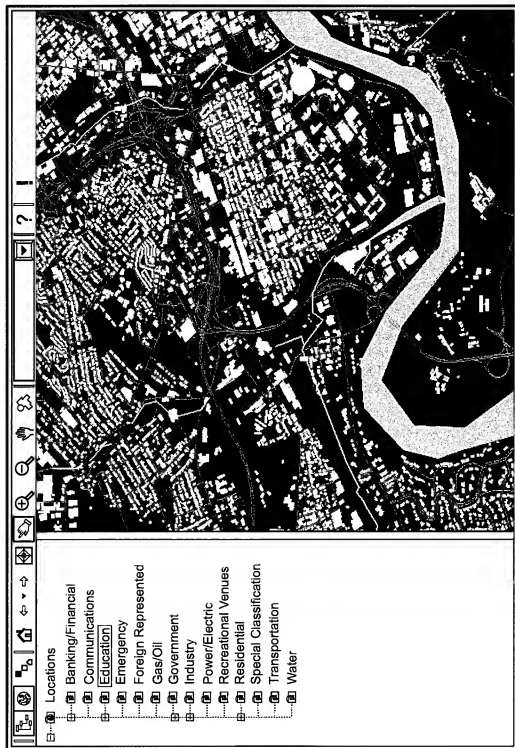 ? !
Locations
Banking/Financial
Communications
Education
Emergency
Foreign Represented
Gas/Oil
Government
Industry
Power/Electric
Recreational Venues
Residential
Special Classification
Transportation
Water